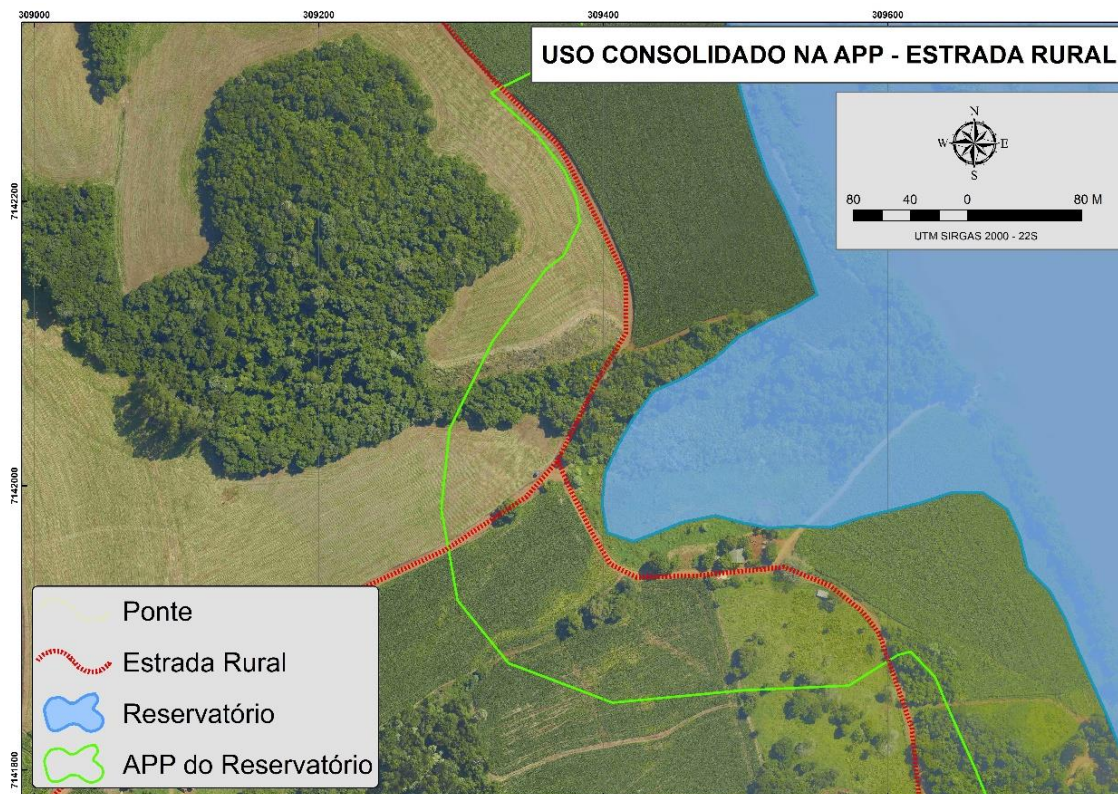 309000
309200
309400
309600
USO CONSOLIDADO NA APP - ESTRADA RURAL
N
W E
S
80 40 0 80 M
UTM SIRGAS 2000 - 22S
7142200
7142000
7141800
Ponte
Estrada Rural
Reservatório
APP do Reservatório